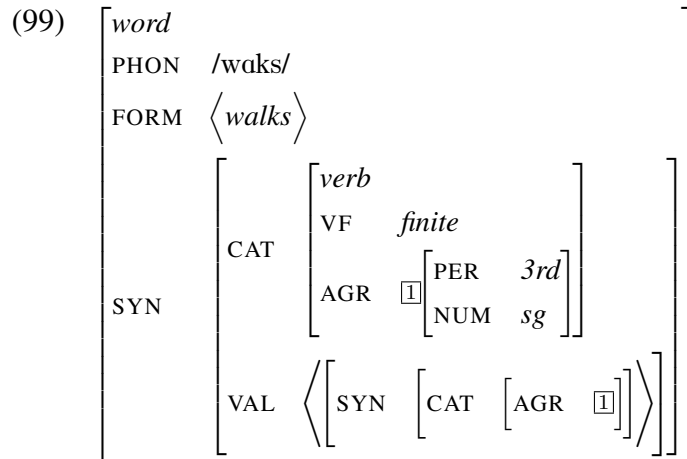 (99) word
PHON /wɑks/
FORM ⟨walks⟩
verb
VF finite
CAT
PER 3rd
AGR 1
SYN
NUM sg
VAL ⟨[SYN [CAT [AGR 1]]]⟩